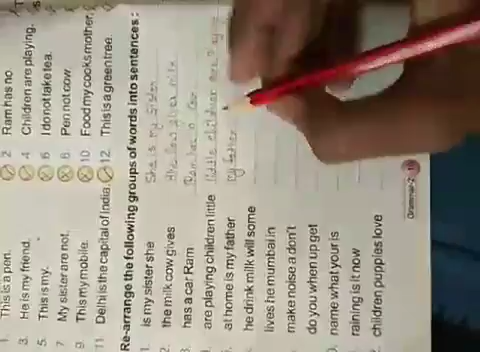 1. This is a pen.
2 Ram has no
3. He is my friend.
4 Children are playing.
5. This is my.
6 I do not take tea.
7 My sister are not.
8 Pen not cow
9 This my mobile.
10. Food my cooks mother.
11. Delhi is the capital of India.
12. This is a green tree.
Re-arrange the following groups of words into sentences :
1. Is my sister she She is my sister
2. the milk cow gives the cow gives milk
3. has a car Ram Ram has a car
are playing children little little children are
at home is my father my father
he drink milk will some
lives he mumbai in
make noise a don't
do you when up get
name what your is
raining is it now
children puppies love
Grammar-2